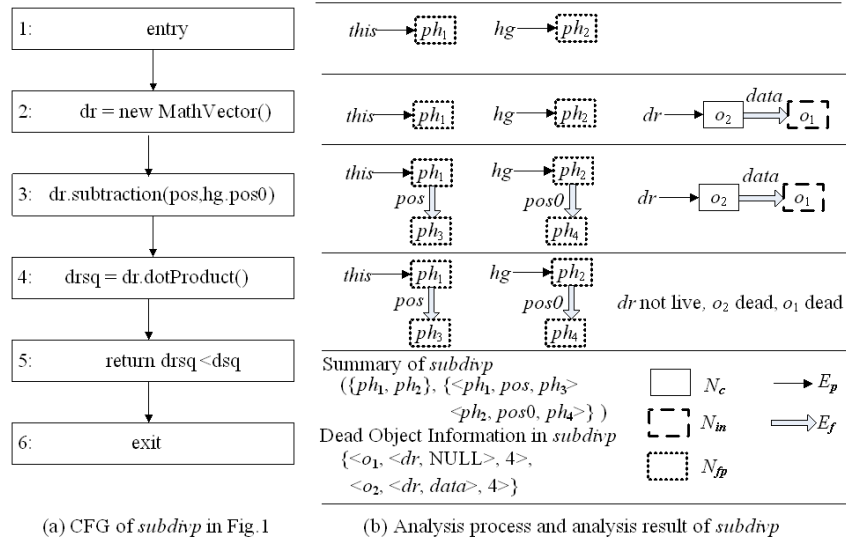 1: entry
2: dr = new MathVector()
3: dr.subtraction(pos,hg.pos0)
4: drsq = dr.dotProduct()
5: return drsq <dsq
6: exit
(a) CFG of subdivp in Fig.1
this ph1 hg ph2
this ph1 hg ph2 dr o2 data o1
this ph1 hg ph2 dr o2 data o1
pos pos0
ph3 ph4
this ph1 hg ph2
pos pos0 dr not live, o2 dead, o1 dead
ph3 ph4
Summary of subdivp
({ph1, ph2}, {<ph1, pos, ph3>
<ph2, pos0, ph4>} )
Dead Object Information in subdivp
{<o1, <dr, NULL>, 4>,
<o2, <dr, data>, 4>}
Nc Ep
Nin Ef
Nfp
(b) Analysis process and analysis result of subdivp